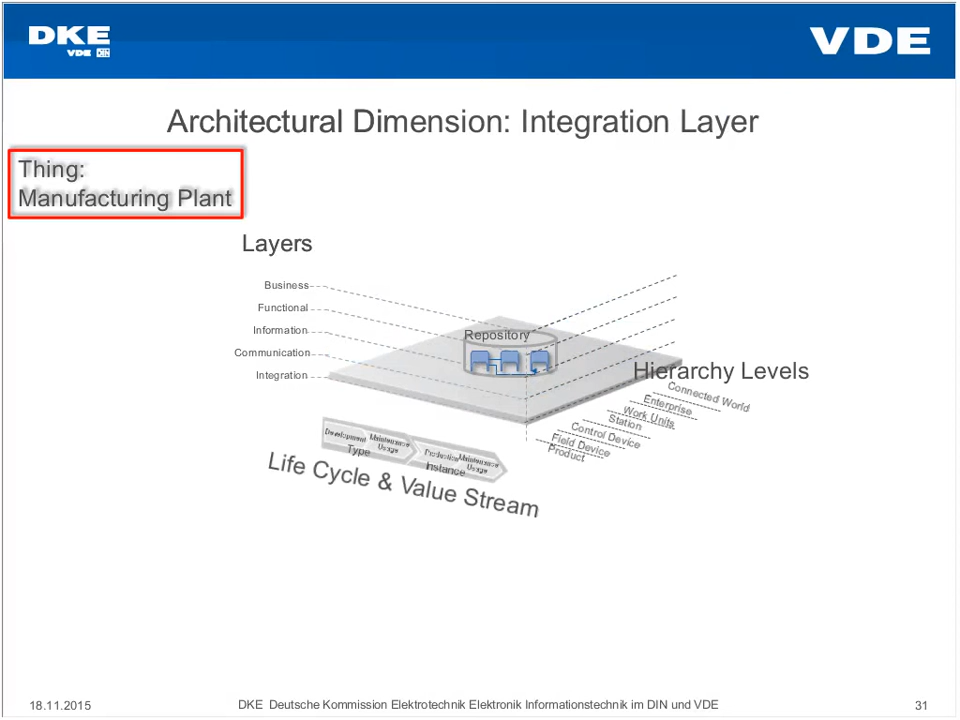 DKE
VDE DIN
VDE
Architectural Dimension: Integration Layer
Thing:
Manufacturing Plant
Layers
Business
Functional
Information
Communication
Integration
Repository
Hierarchy Levels
Connected World
Enterprise
Work Units
Station
Control Device
Field Device
Product
Development
Maintenance
Usage
Type
Production
Maintenance
Usage
Instance
Life Cycle & Value Stream
18.11.2015
DKE Deutsche Kommission Elektrotechnik Elektronik Informationstechnik im DIN und VDE
31